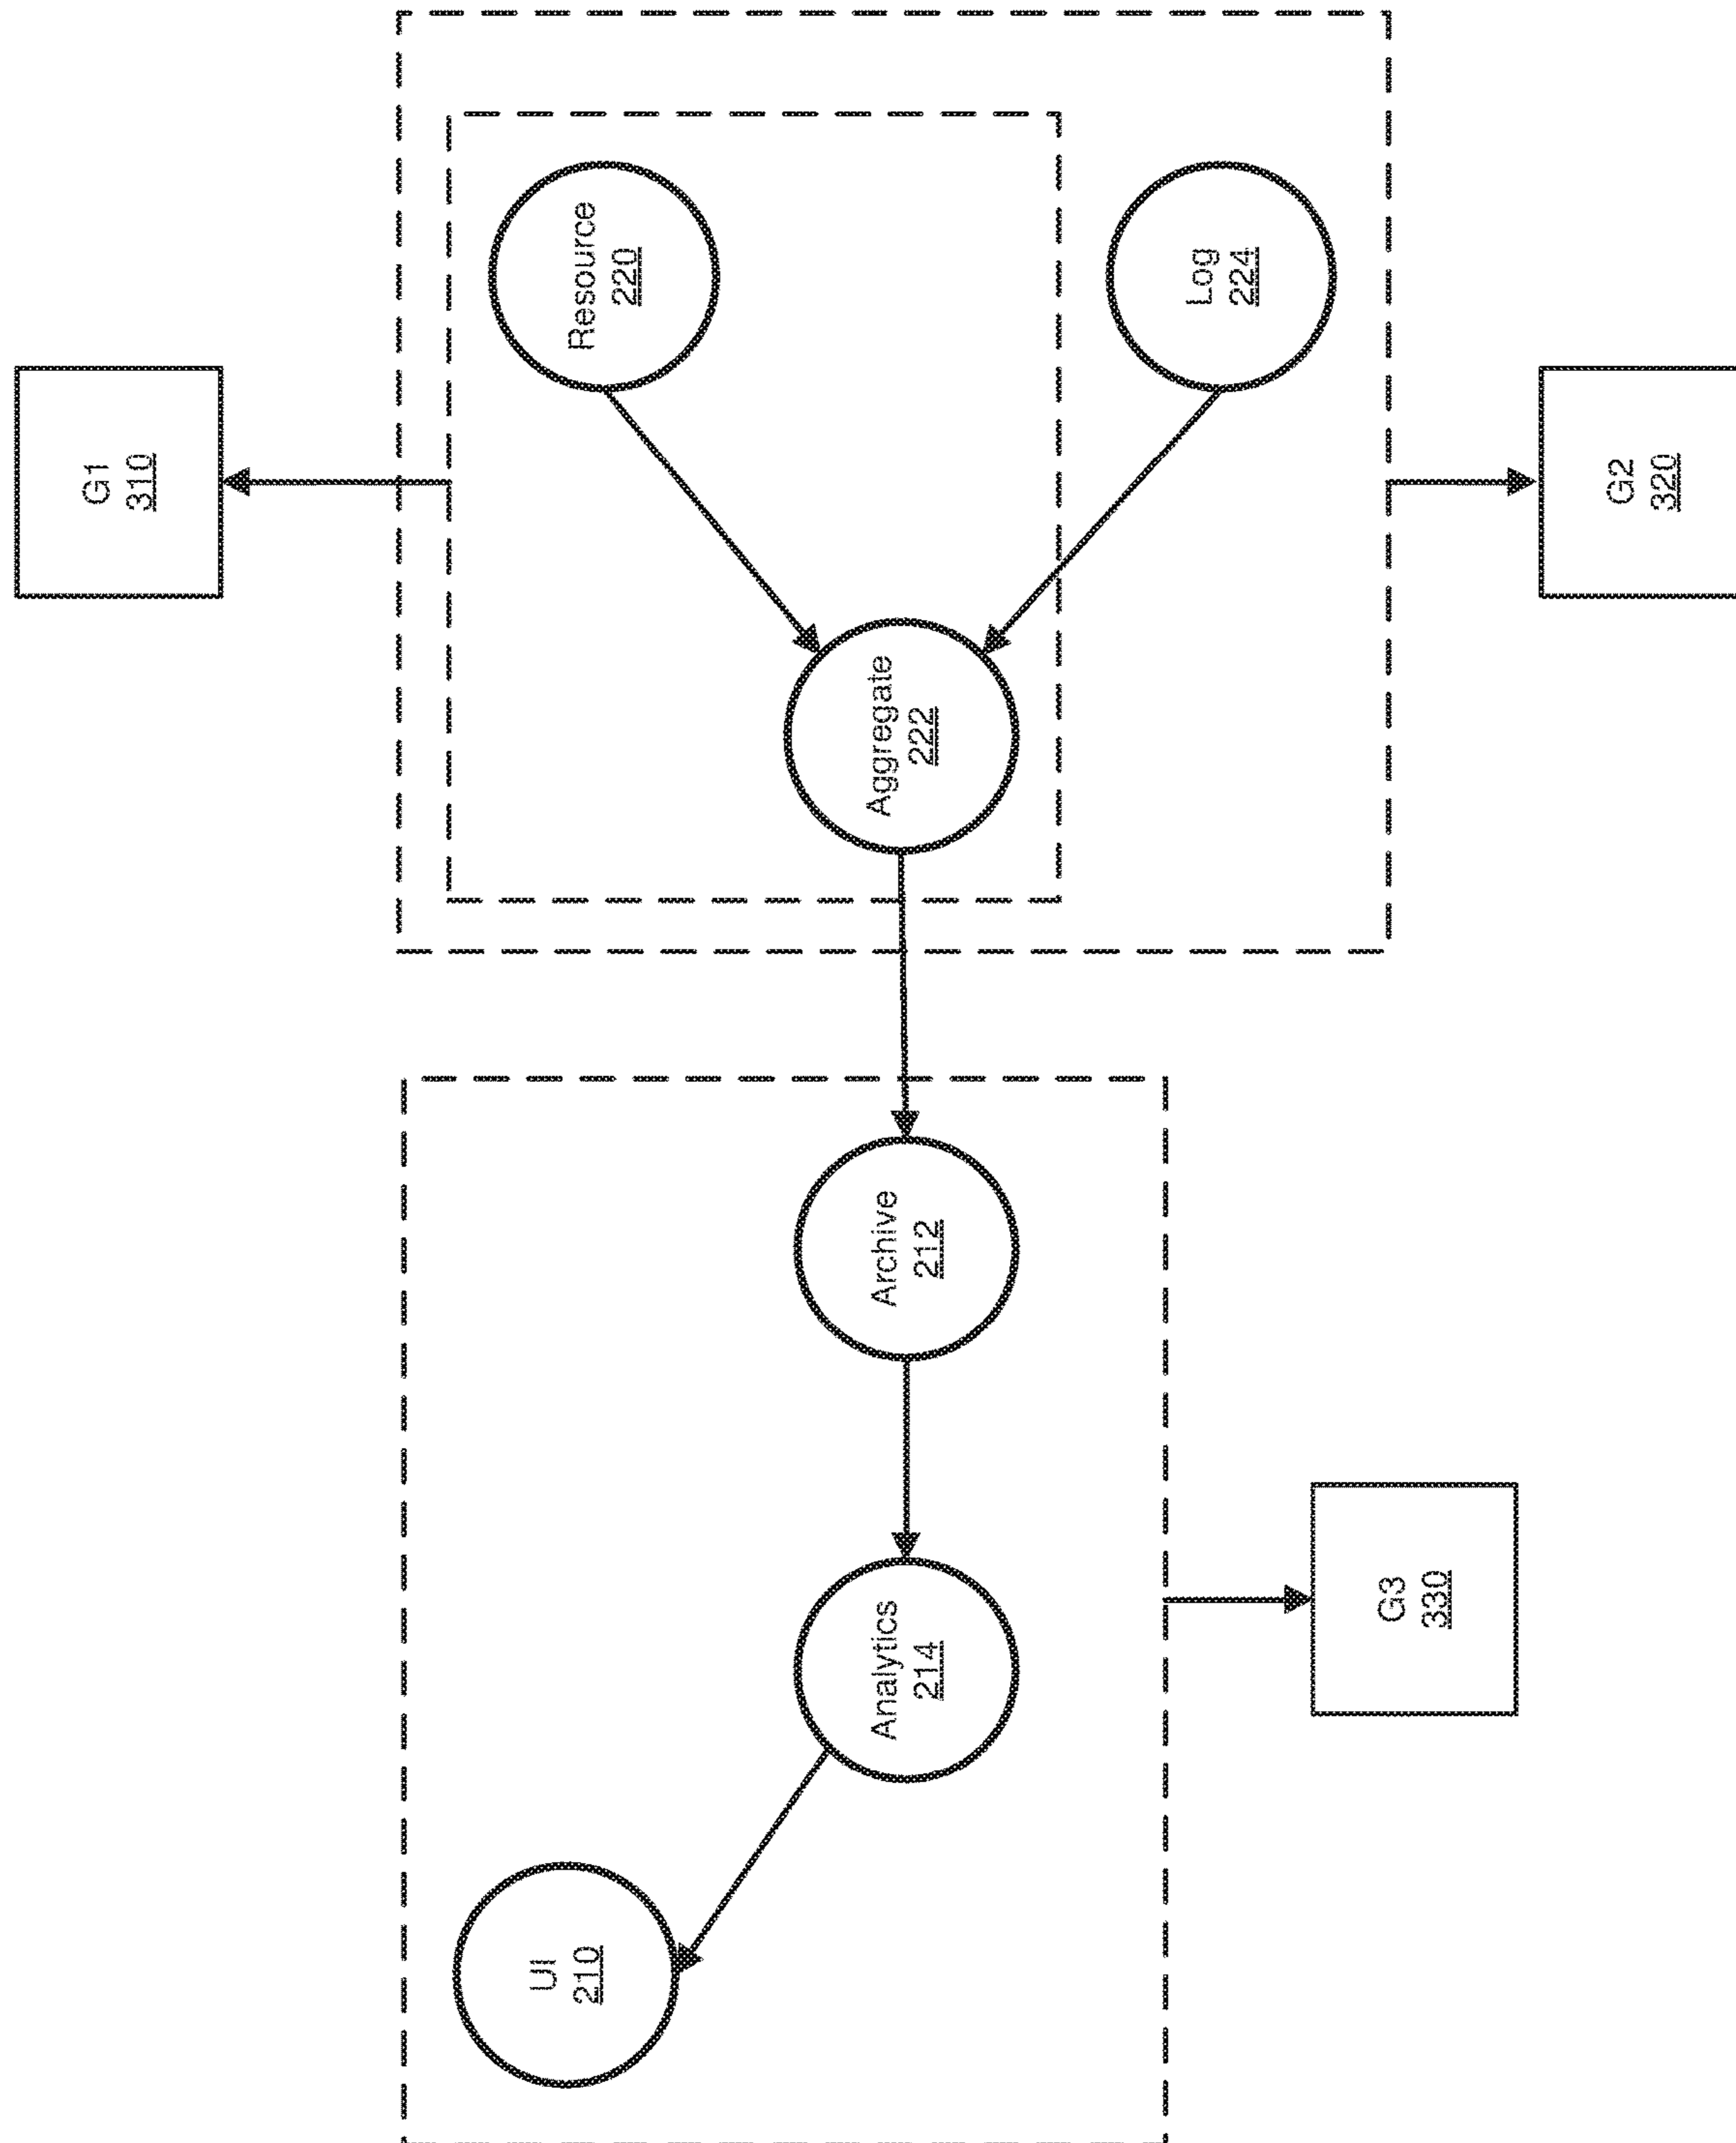 G1
310
Resource
220
Log
224
Aggregate
222
G2
320
Archive
212
Analytics
214
UI
210
G3
330